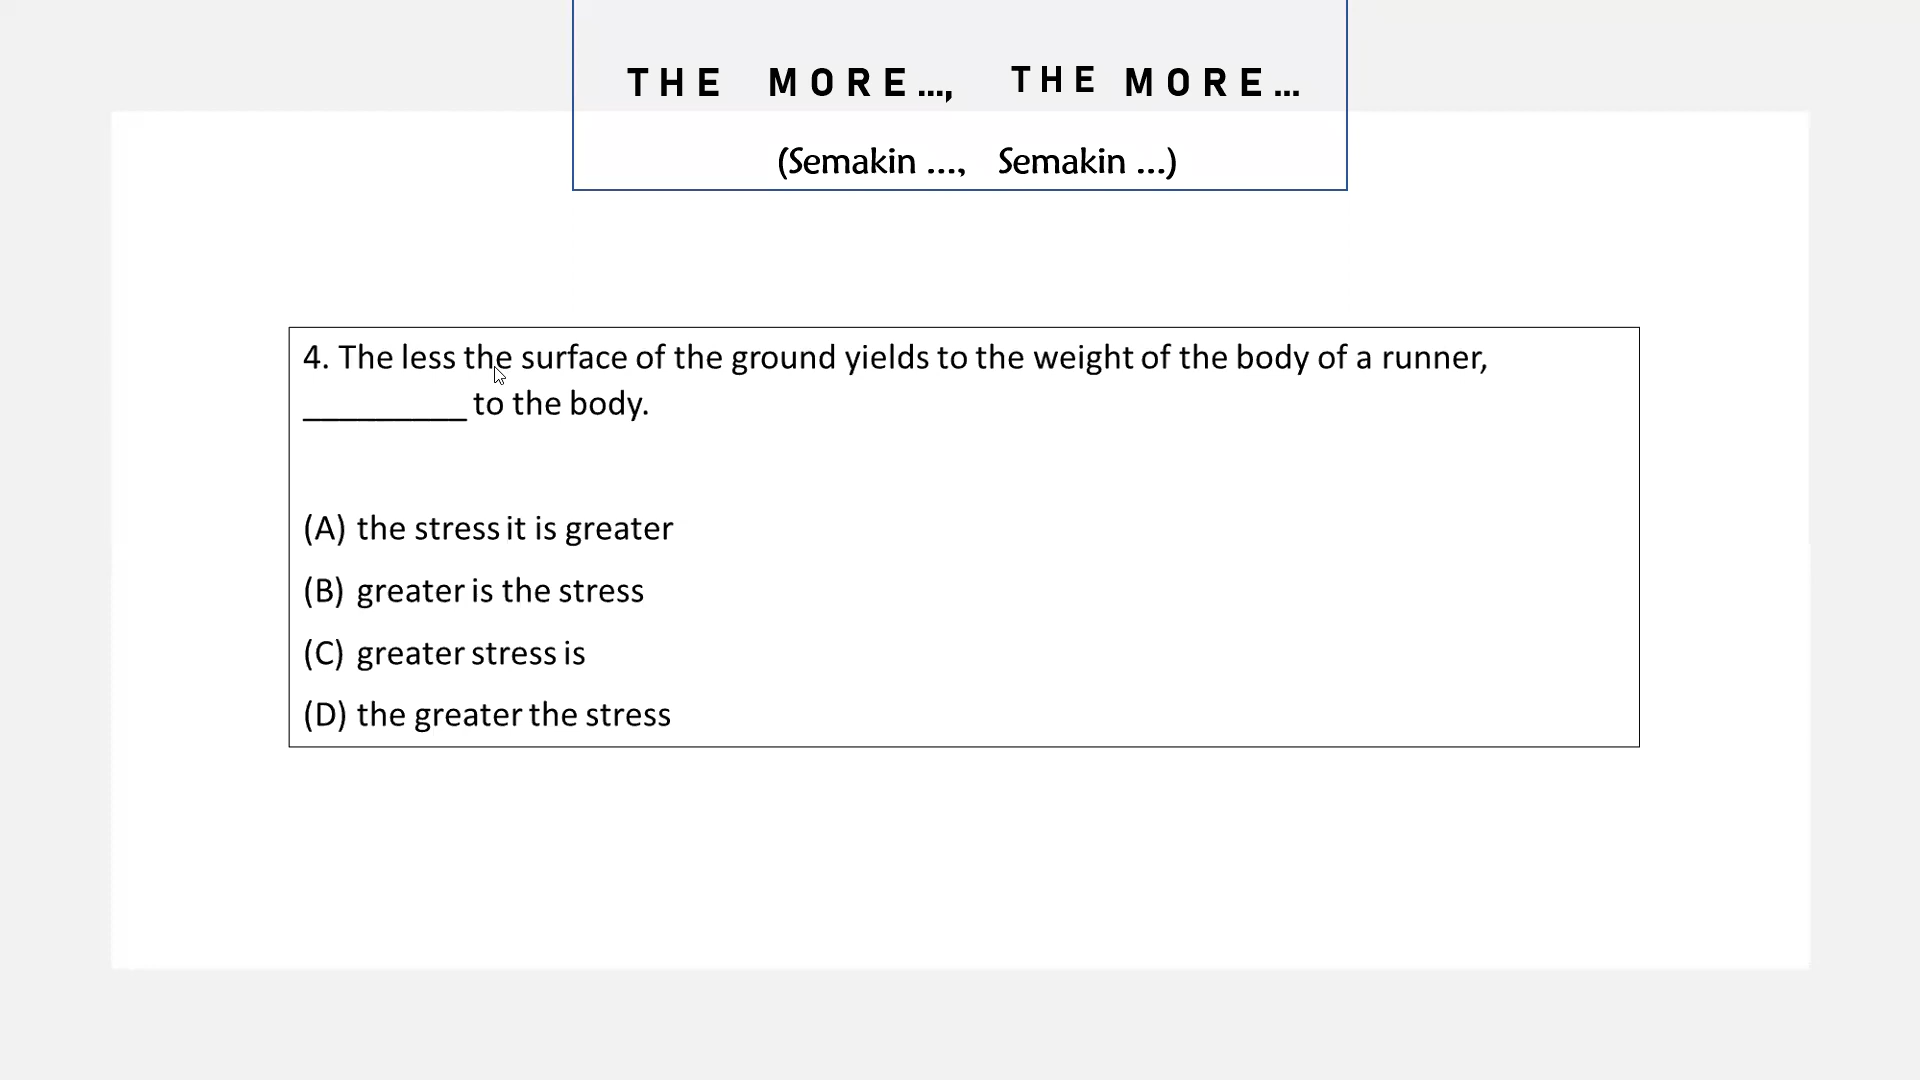 THE MORE…, THE MORE…
(Semakin …, Semakin …)
4. The less the surface of the ground yields to the weight of the body of a runner,
_________ to the body.
(A) the stress it is greater
(B) greater is the stress
(C) greater stress is
(D) the greater the stress